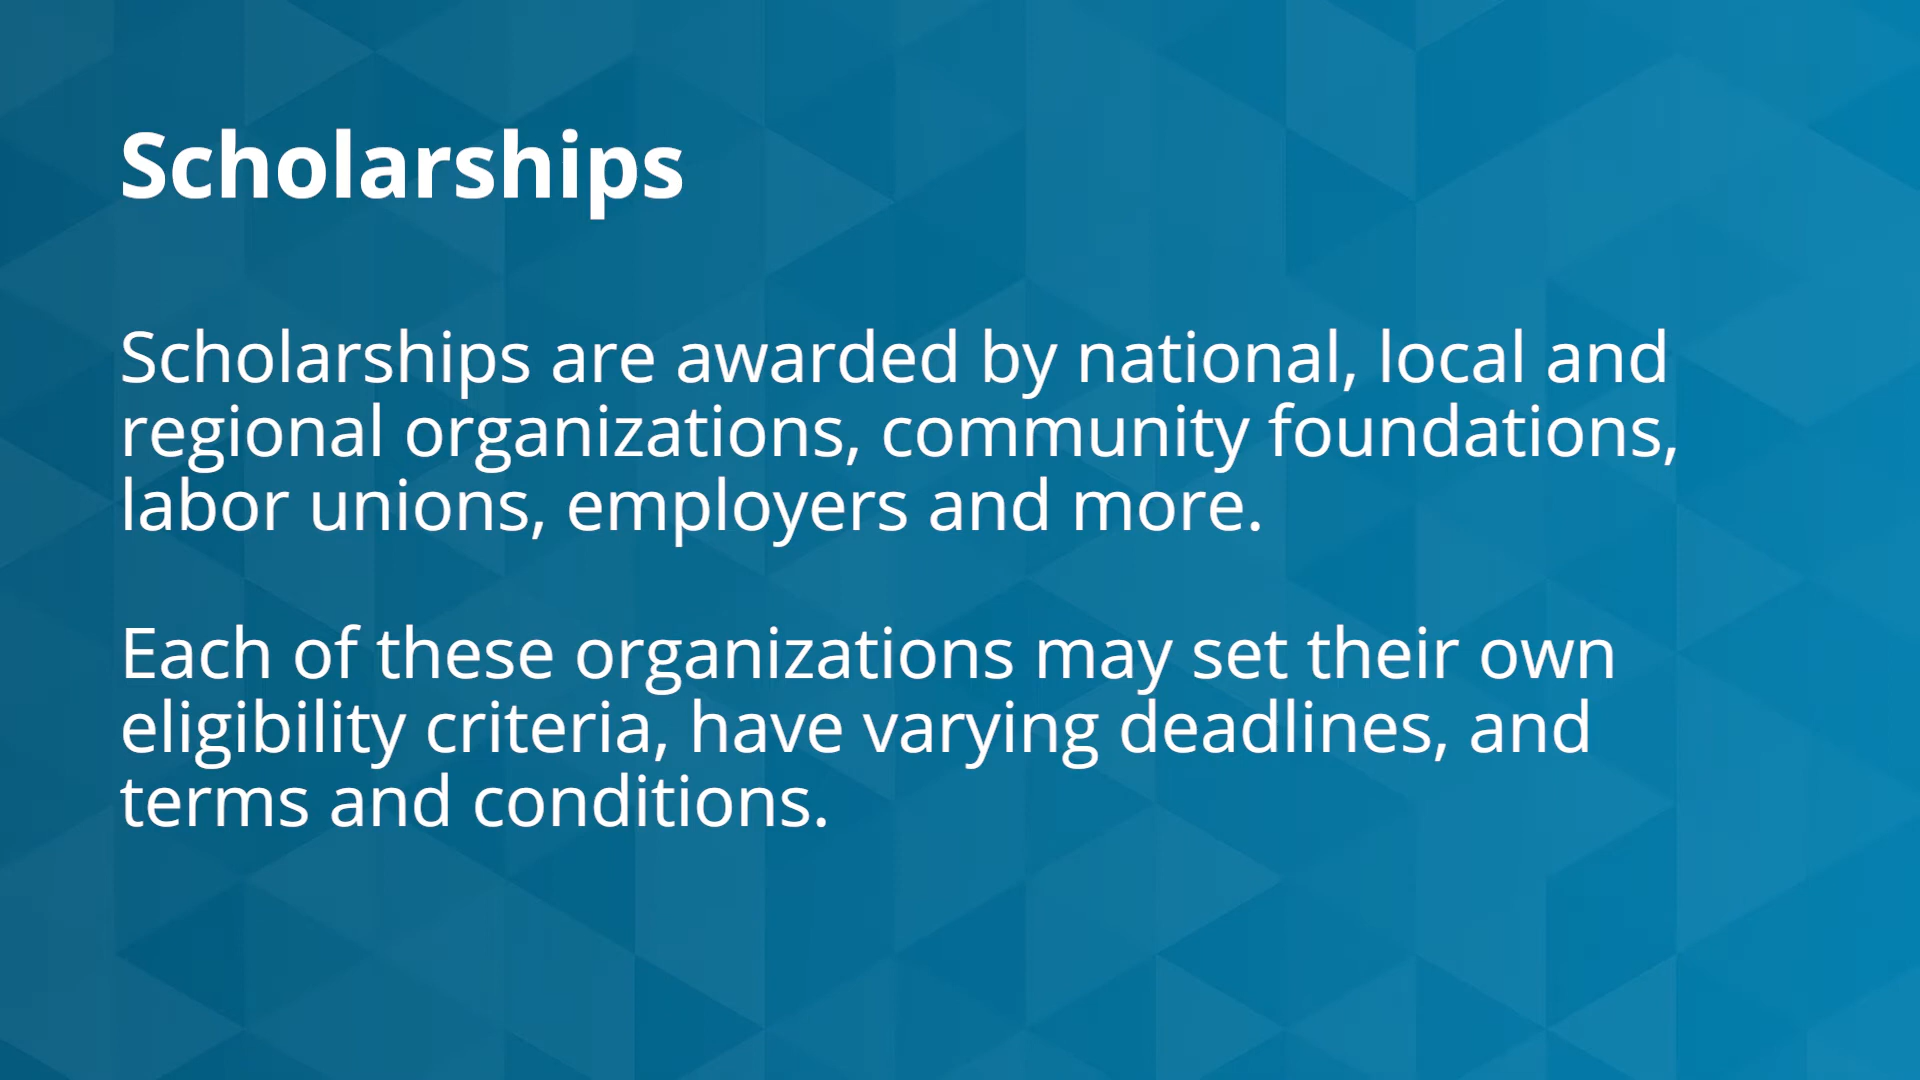 Scholarships
Scholarships are awarded by national, local and
regional organizations, community foundations,
labor unions, employers and more.
Each of these organizations may set their own
eligibility criteria, have varying deadlines, and
terms and conditions.